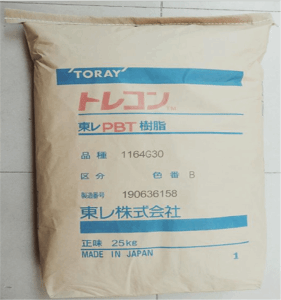 TORAY
トレコン
東レPBT樹脂
品種 1164G30
区分 色番 B
製造番号 190636158
東レ株式会社
正味 25kg
MADE IN JAPAN 1